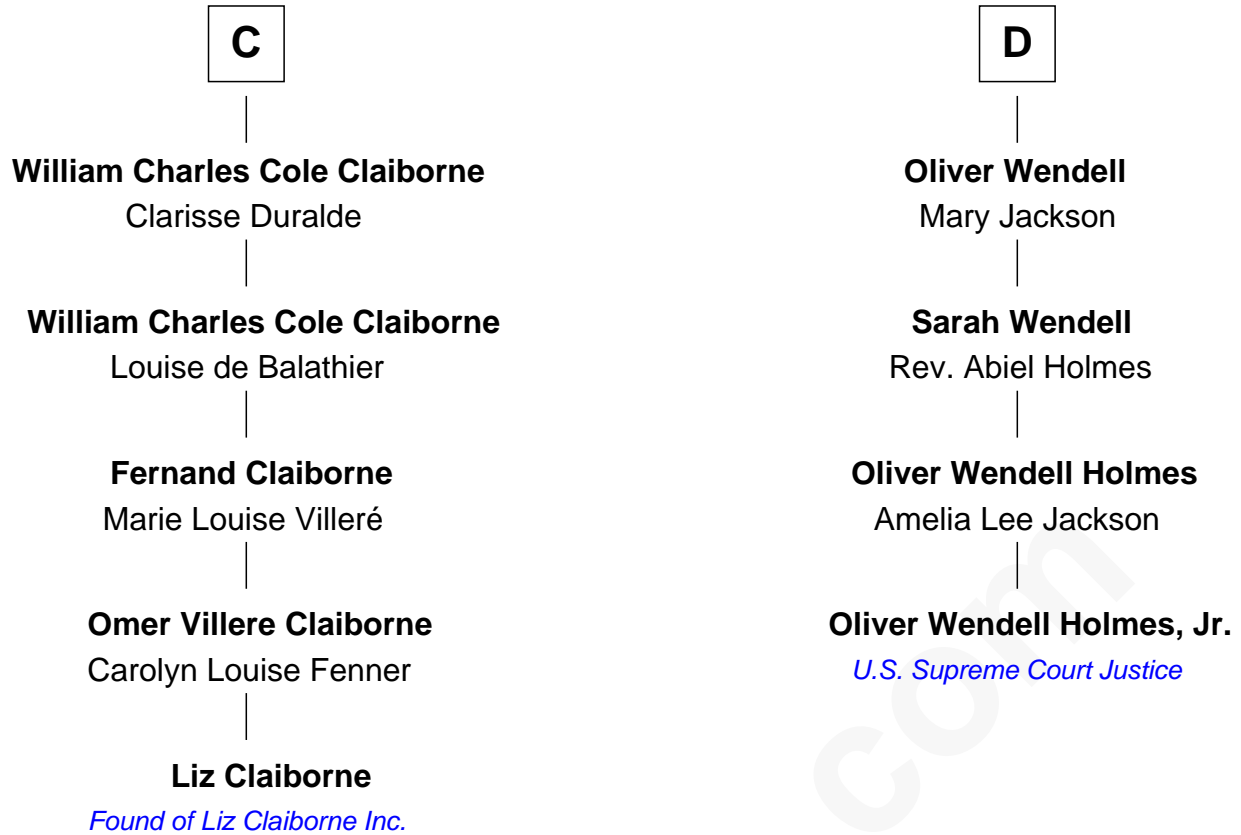 C
William Charles Cole Claiborne
Clarisse Duralde
William Charles Cole Claiborne
Louise de Balathier
Fernand Claiborne
Marie Louise Villeré
Omer Villere Claiborne
Carolyn Louise Fenner
Liz Claiborne
Found of Liz Claiborne Inc.
D
Oliver Wendell
Mary Jackson
Sarah Wendell
Rev. Abiel Holmes
Oliver Wendell Holmes
Amelia Lee Jackson
Oliver Wendell Holmes, Jr.
U.S. Supreme Court Justice
com